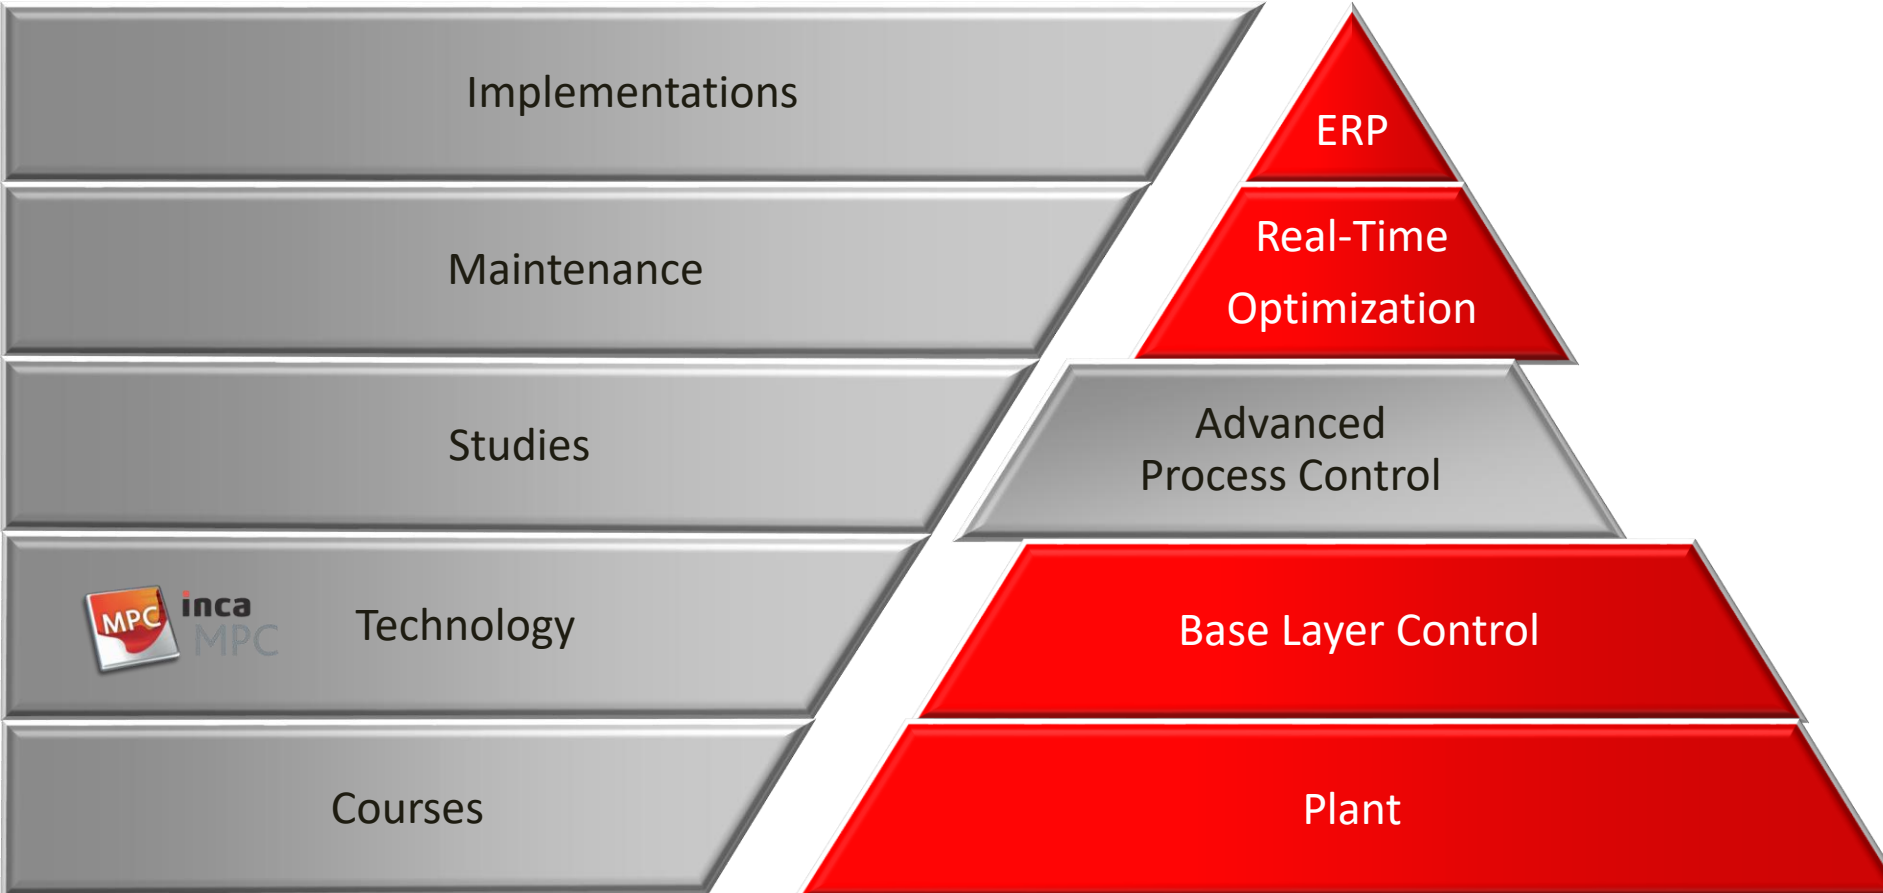 Implementations
ERP
Maintenance
Real-Time
Optimization
Studies
Advanced
Process Control
MPC
inca
MPC
Technology
Base Layer Control
Courses
Plant